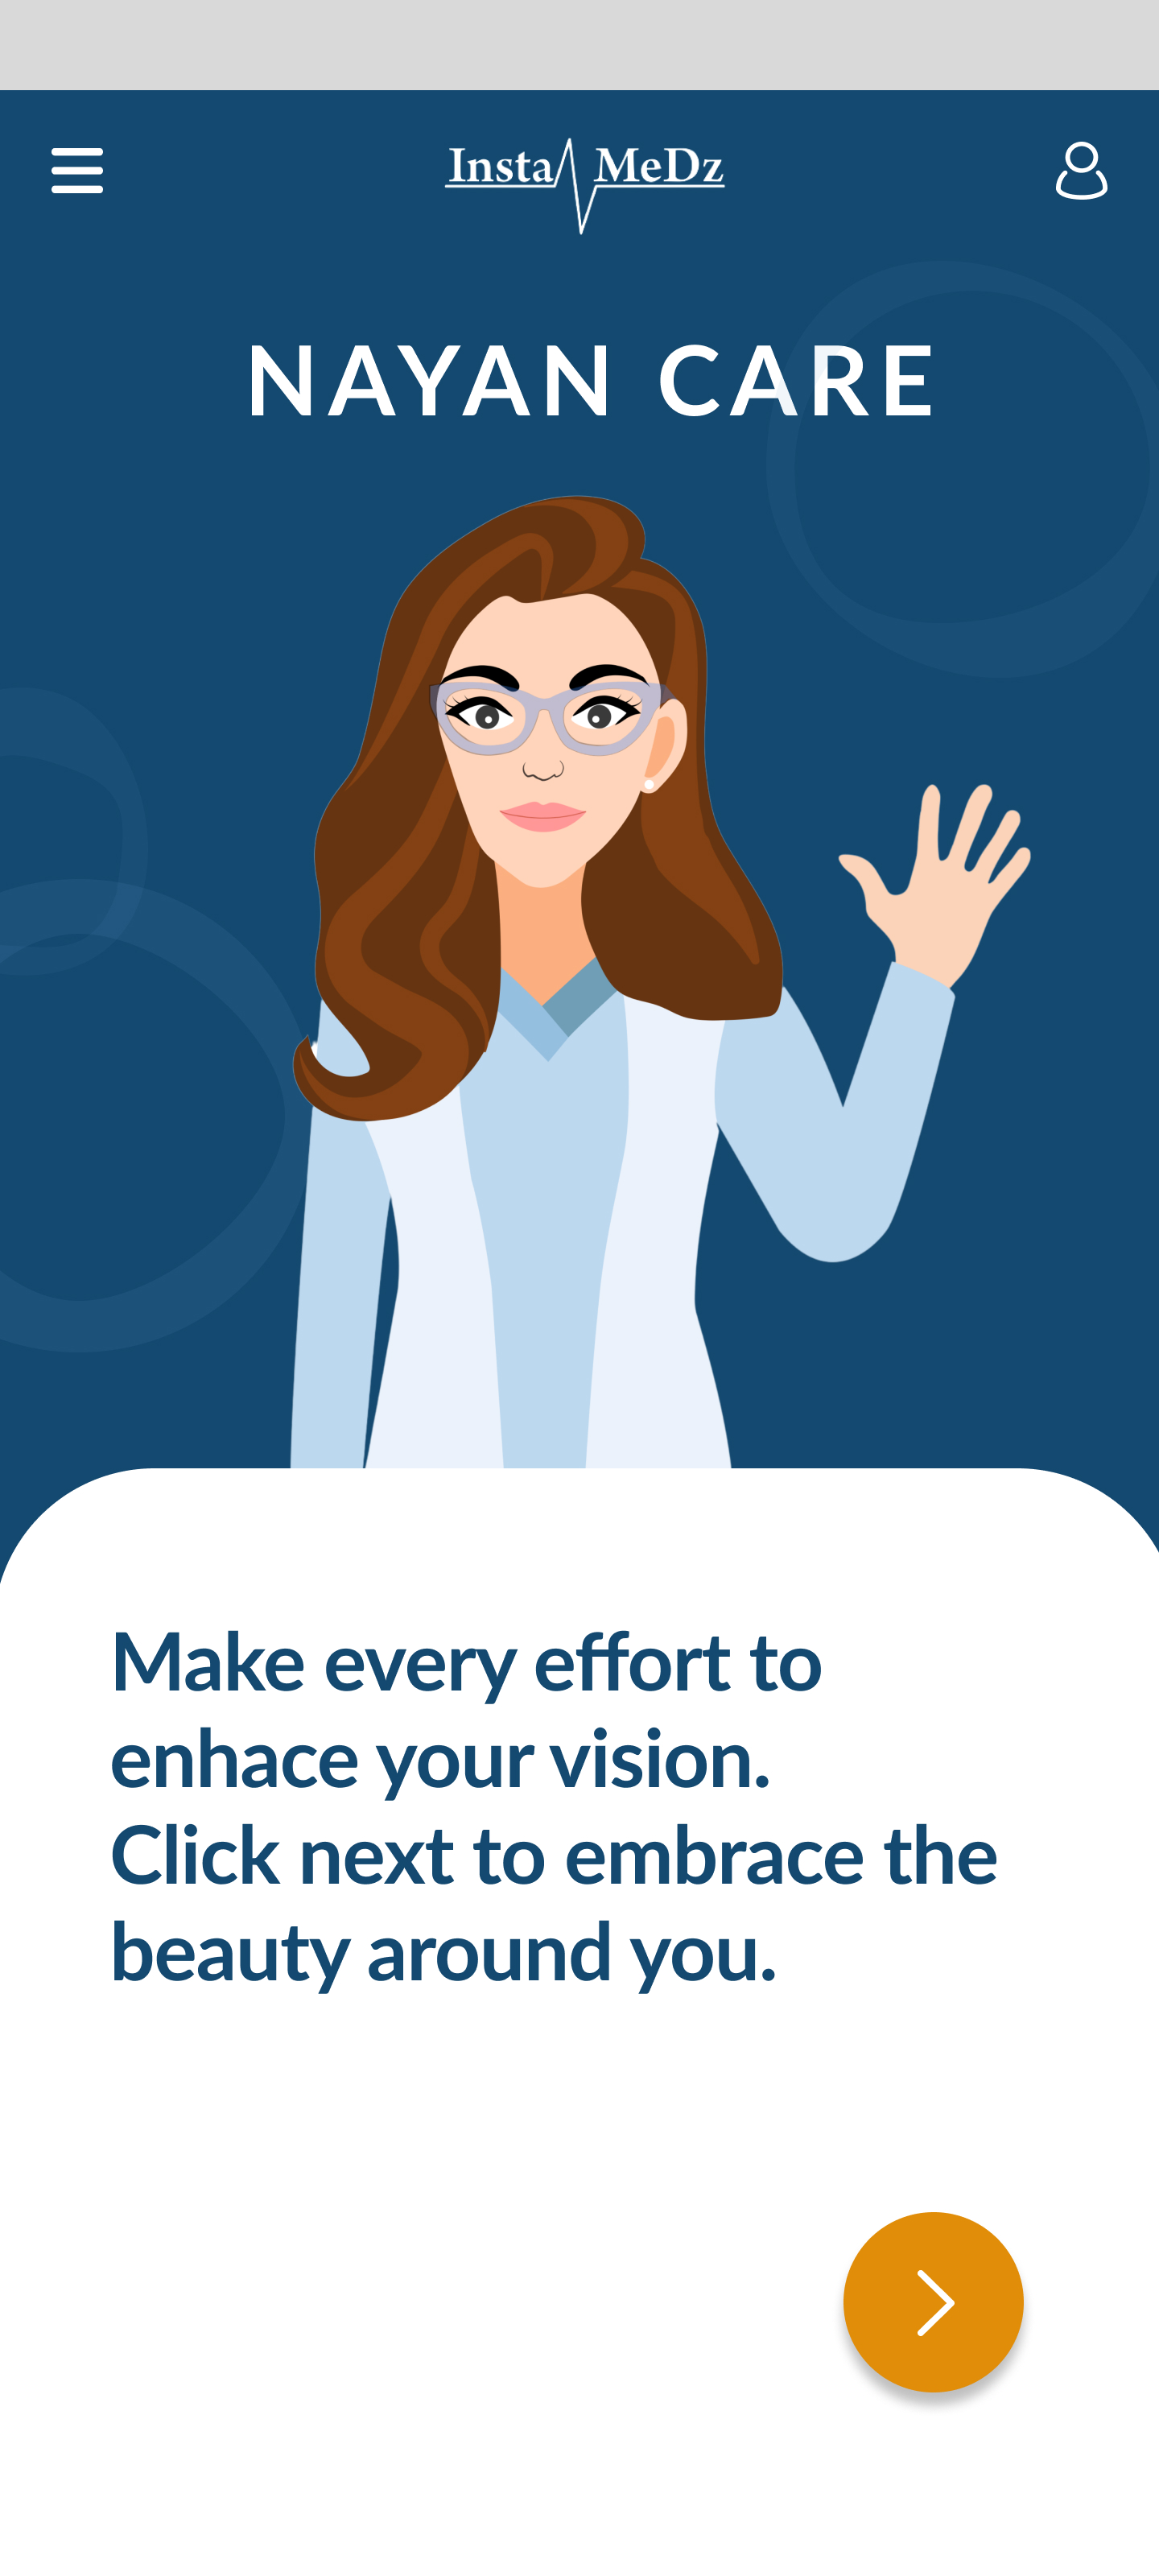 Insta MeDz
NAYAN CARE
Make every effort to
enhace your vision.
Click next to embrace the
beauty around you.